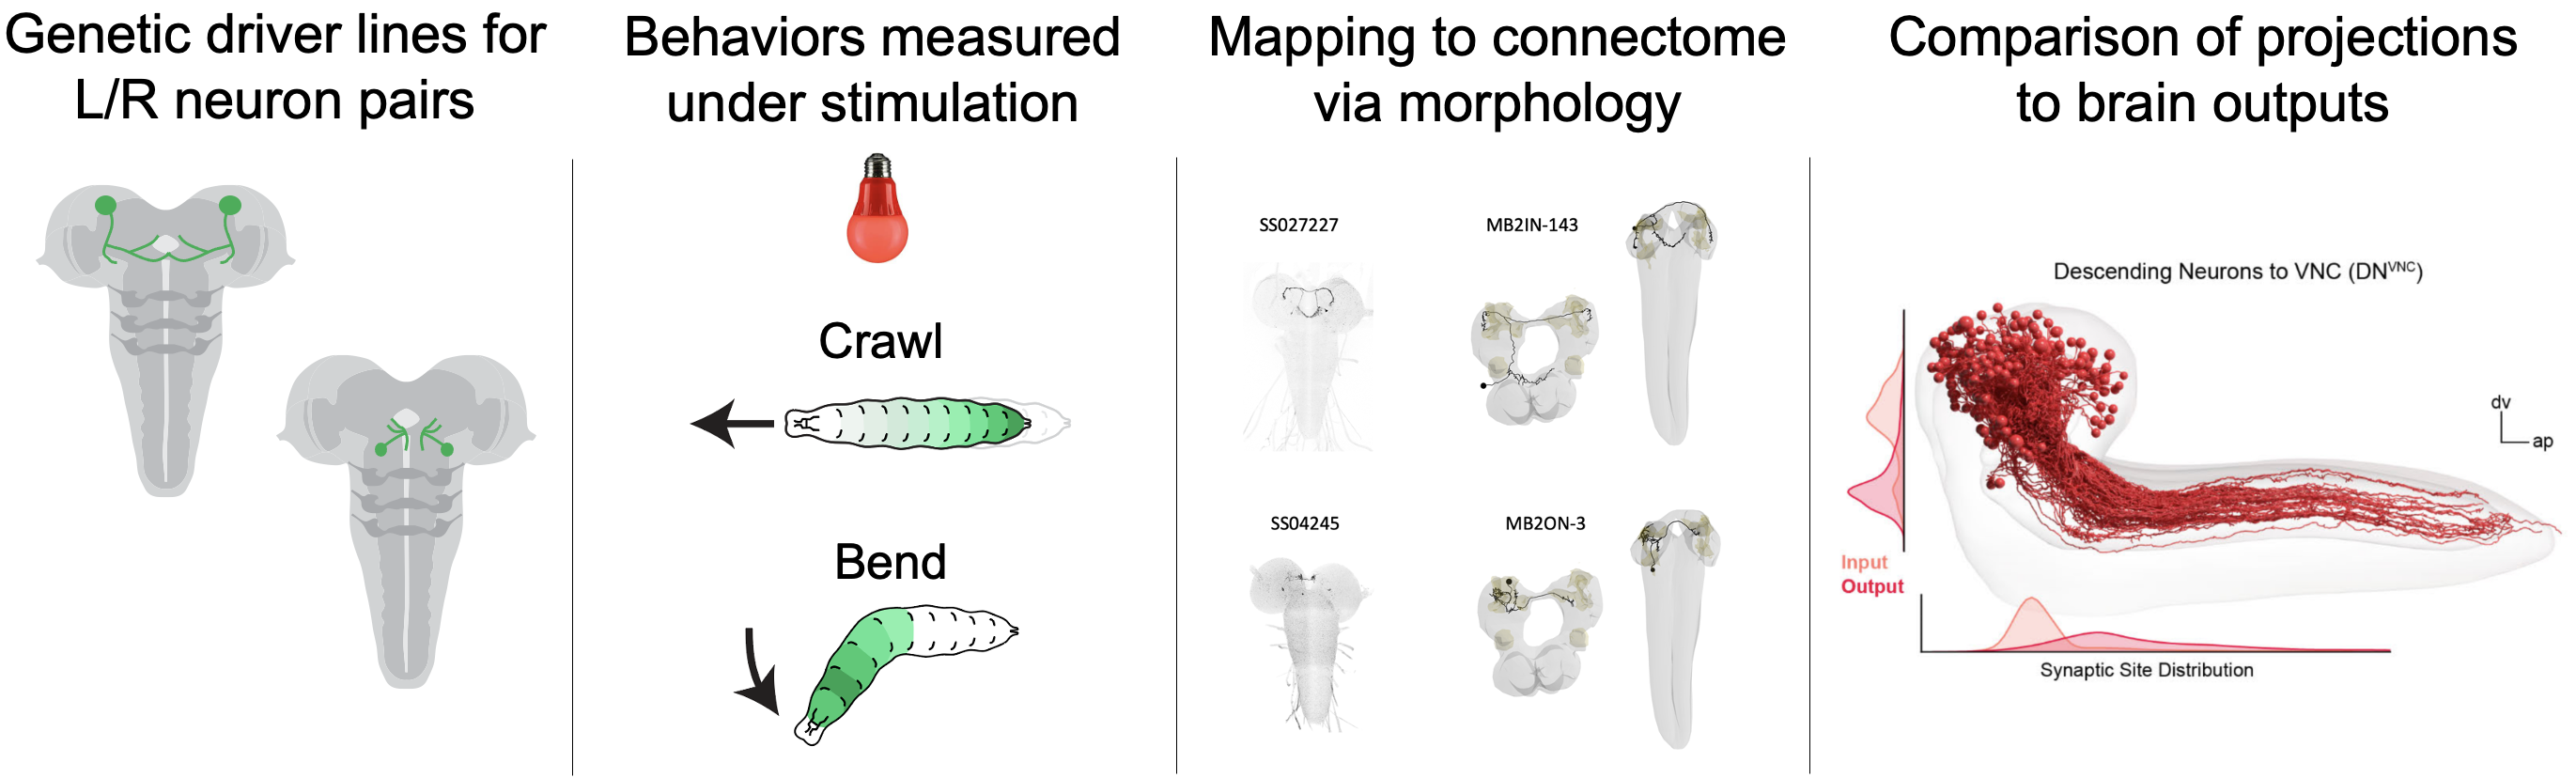 Genetic driver lines for
L/R neuron pairs
Behaviors measured
under stimulation
Crawl
Bend
Mapping to connectome
via morphology
SS027227
MB2IN-143
SS04245
MB2ON-3
Comparison of projections
to brain outputs
Descending Neurons to VNC (DNVNC)
dv
ap
Input
Output
Synaptic Site Distribution